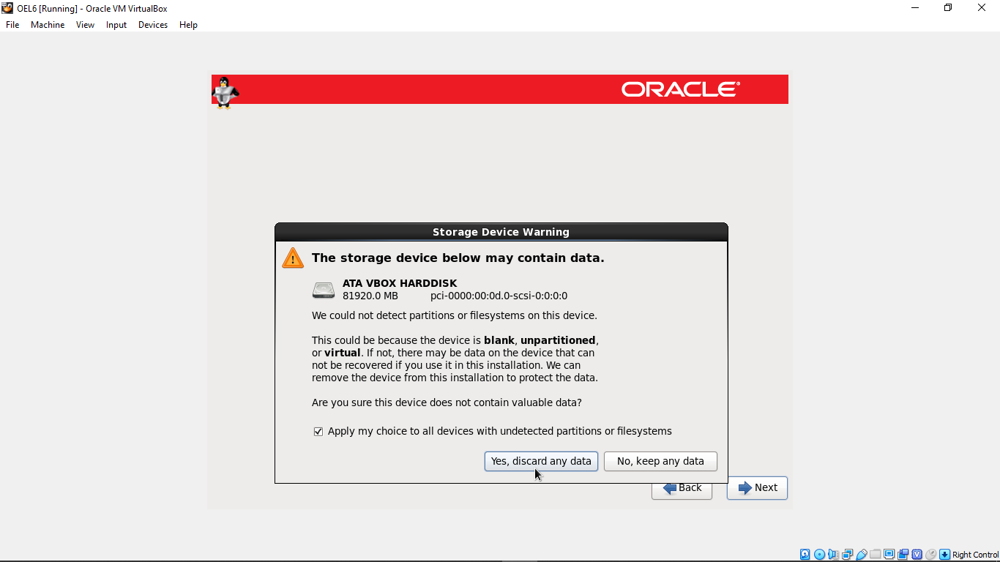 OEL6 [Running] - Oracle VM VirtualBox
File Machine View Input Devices Help
ORACLE®
Storage Device Warning
The storage device below may contain data.
ATA VBOX HARDDISK
81920.0 MB pci-0000:00:0d.0-scsi-0:0:0:0
We could not detect partitions or filesystems on this device.
This could be because the device is blank, unpartitioned,
or virtual. If not, there may be data on the device that can
not be recovered if you use it in this installation. We can
remove the device from this installation to protect the data.
Are you sure this device does not contain valuable data?
Apply my choice to all devices with undetected partitions or filesystems
Yes, discard any data No, keep any data
Back Next
Right Control